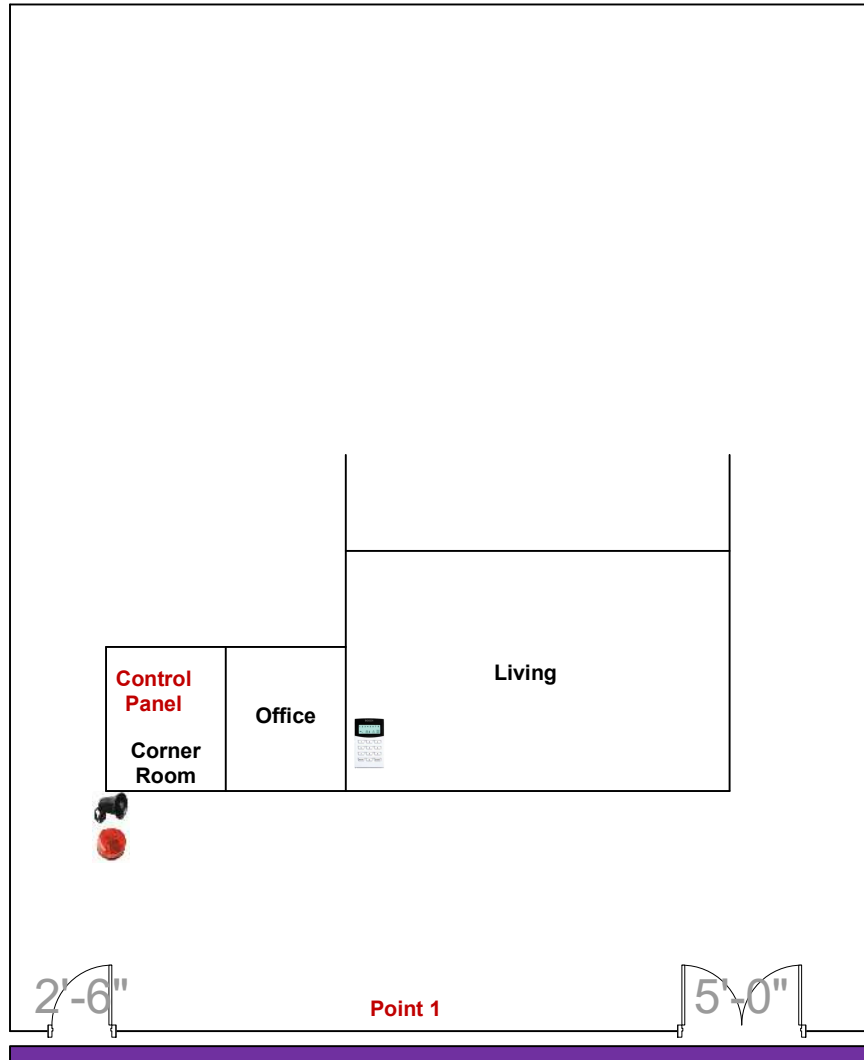 Living
Control
Panel
Office
Corner
Room
2'-6"
5'-0"
Point 1